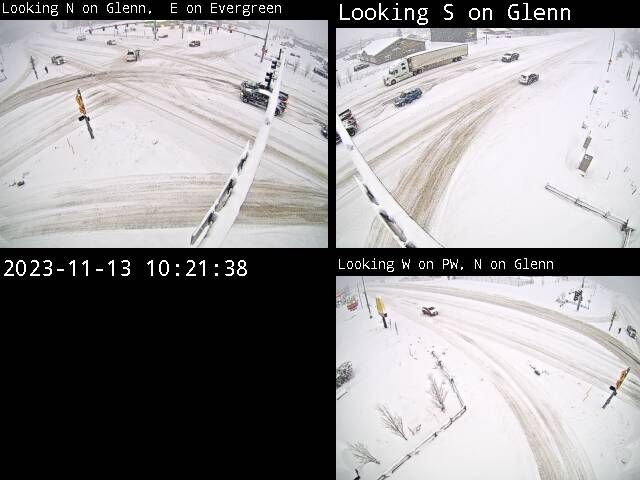 Looking N on Glenn,  E on Evergreen
Looking S on Glenn
2023-11-13 10:21:38
Looking W on PW, N on Glenn